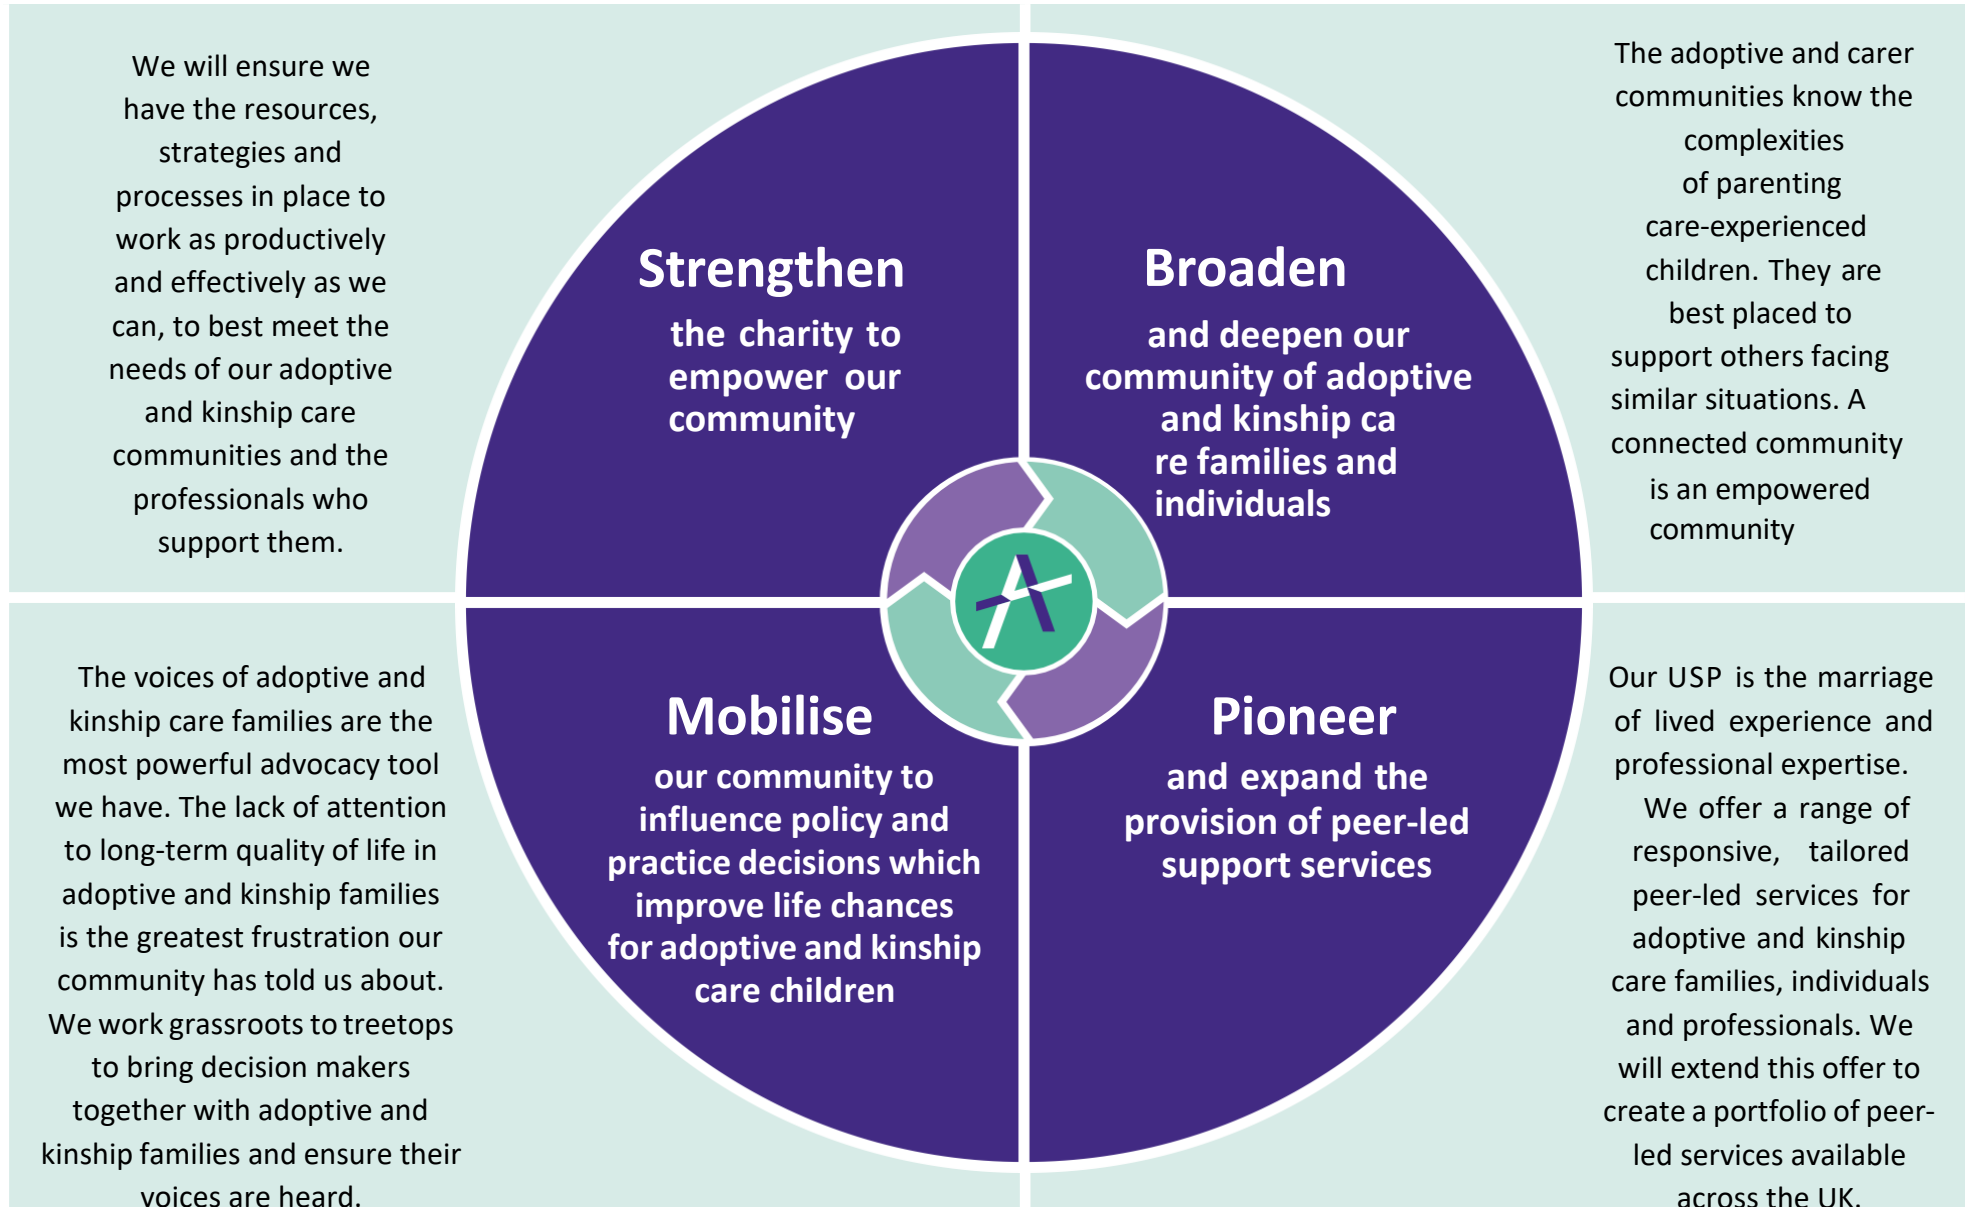 We will ensure we
have the resources,
strategies and
processes in place to
work as productively
and effectively as we
can, to best meet the
needs of our adoptive
and kinship care
communities and the
professionals who
support them.
Strengthen
the charity to
empower our
community
Broaden
and deepen our
community of adoptive
and kinship ca
re families and
individuals
The adoptive and carer
communities know the
complexities
of parenting
care-experienced
children. They are
best placed to
support others facing
similar situations. A
connected community
is an empowered
community
The voices of adoptive and
kinship care families are the
most powerful advocacy tool
we have. The lack of attention
to long-term quality of life in
adoptive and kinship families
is the greatest frustration our
community has told us about.
We work grassroots to treetops
to bring decision makers
together with adoptive and
kinship families and ensure their
voices are heard.
Mobilise
our community to
influence policy and
practice decisions which
improve life chances
for adoptive and kinship
care children
Pioneer
and expand the
provision of peer-led
support services
Our USP is the marriage
of lived experience and
professional expertise.
We offer a range of
responsive, tailored
peer-led services for
adoptive and kinship
care families, individuals
and professionals. We
will extend this offer to
create a portfolio of peer-
led services available
across the UK.